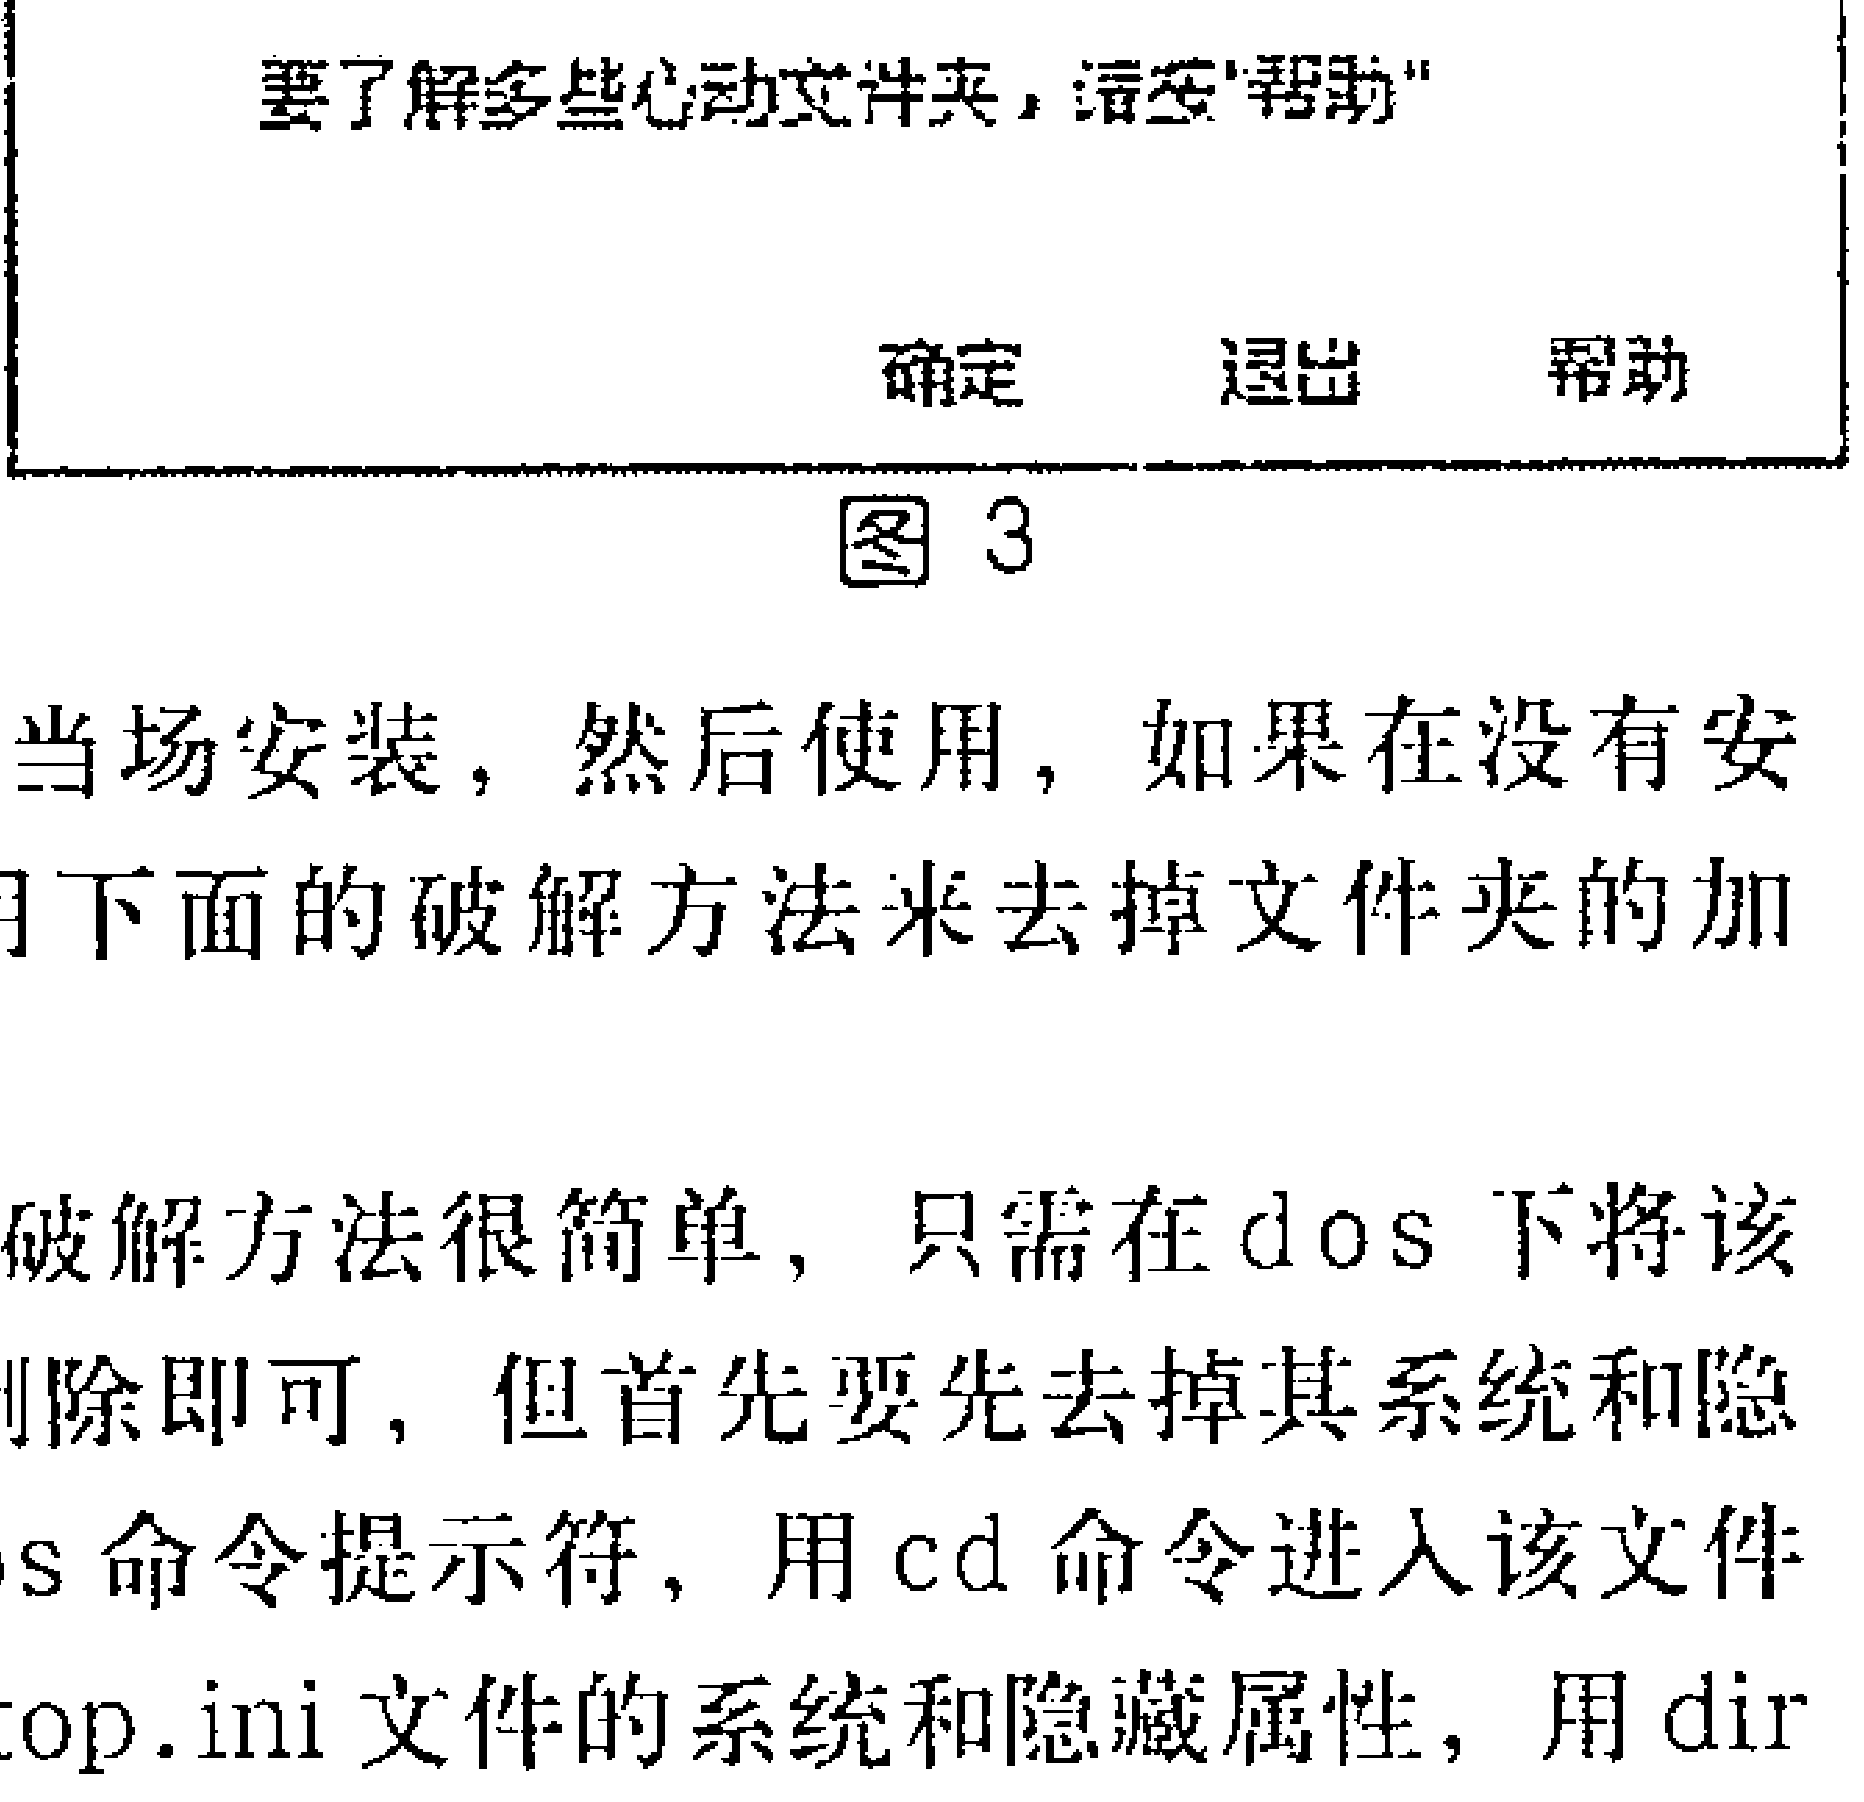 要了解多些心动文件夹，请按"帮助"
确定 退出 帮助
图 3
当场安装，然后使用，如果在没有安
用下面的破解方法来去掉文件夹的加
破解方法很简单，只需在dos 下将该
删除即可，但首先要先去掉其系统和隐
os 命令提示符，用 cd 命令进入该文件
top.ini 文件的系统和隐藏属性，用 dir